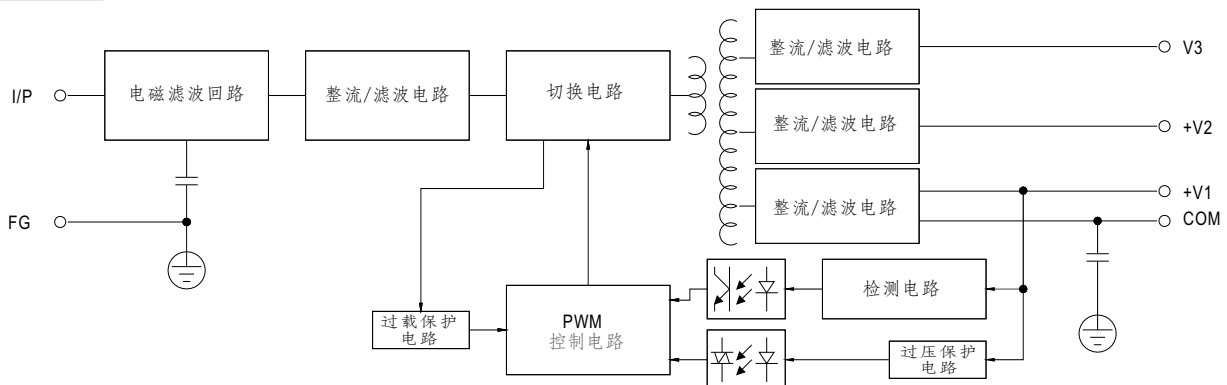 整流/滤波电路
V3
I/P
电磁滤波回路
整流/滤波电路
切换电路
整流/滤波电路
+V2
整流/滤波电路
+V1
COM
FG
检测电路
过载保护
电路
PWM
控制电路
过压保护
电路